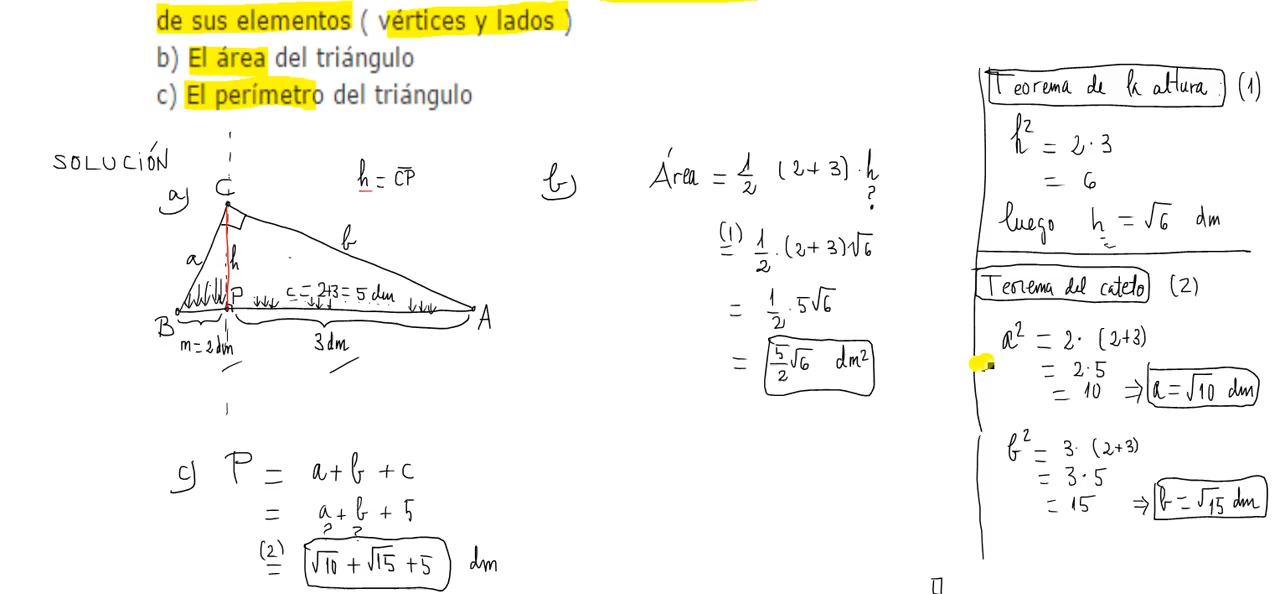 de sus elementos ( vértices y lados )
b) El área del triángulo
c) El perímetro del triángulo
SOLUCIÓN
a)
h = CP̅
C
a
h
b
P
c = 2+3 = 5 dm
B
A
m = 2 dm
3 dm
b)
Área = 1/2 (2+3) · h
?
(1)
= 1/2 · (2+3)√6
= 1/2 · 5√6
= 5/2 √6 dm²
c) P = a + b + c
= a + b + 5
? ?
(2)
= √10 + √15 + 5 dm
Teorema de la altura : (1)
h² = 2 · 3
= 6
luego h = √6 dm
Teorema del cateto (2)
a² = 2 · (2+3)
= 2 · 5
= 10 ⇒ a = √10 dm
b² = 3 · (2+3)
= 3 · 5
= 15 ⇒ b = √15 dm